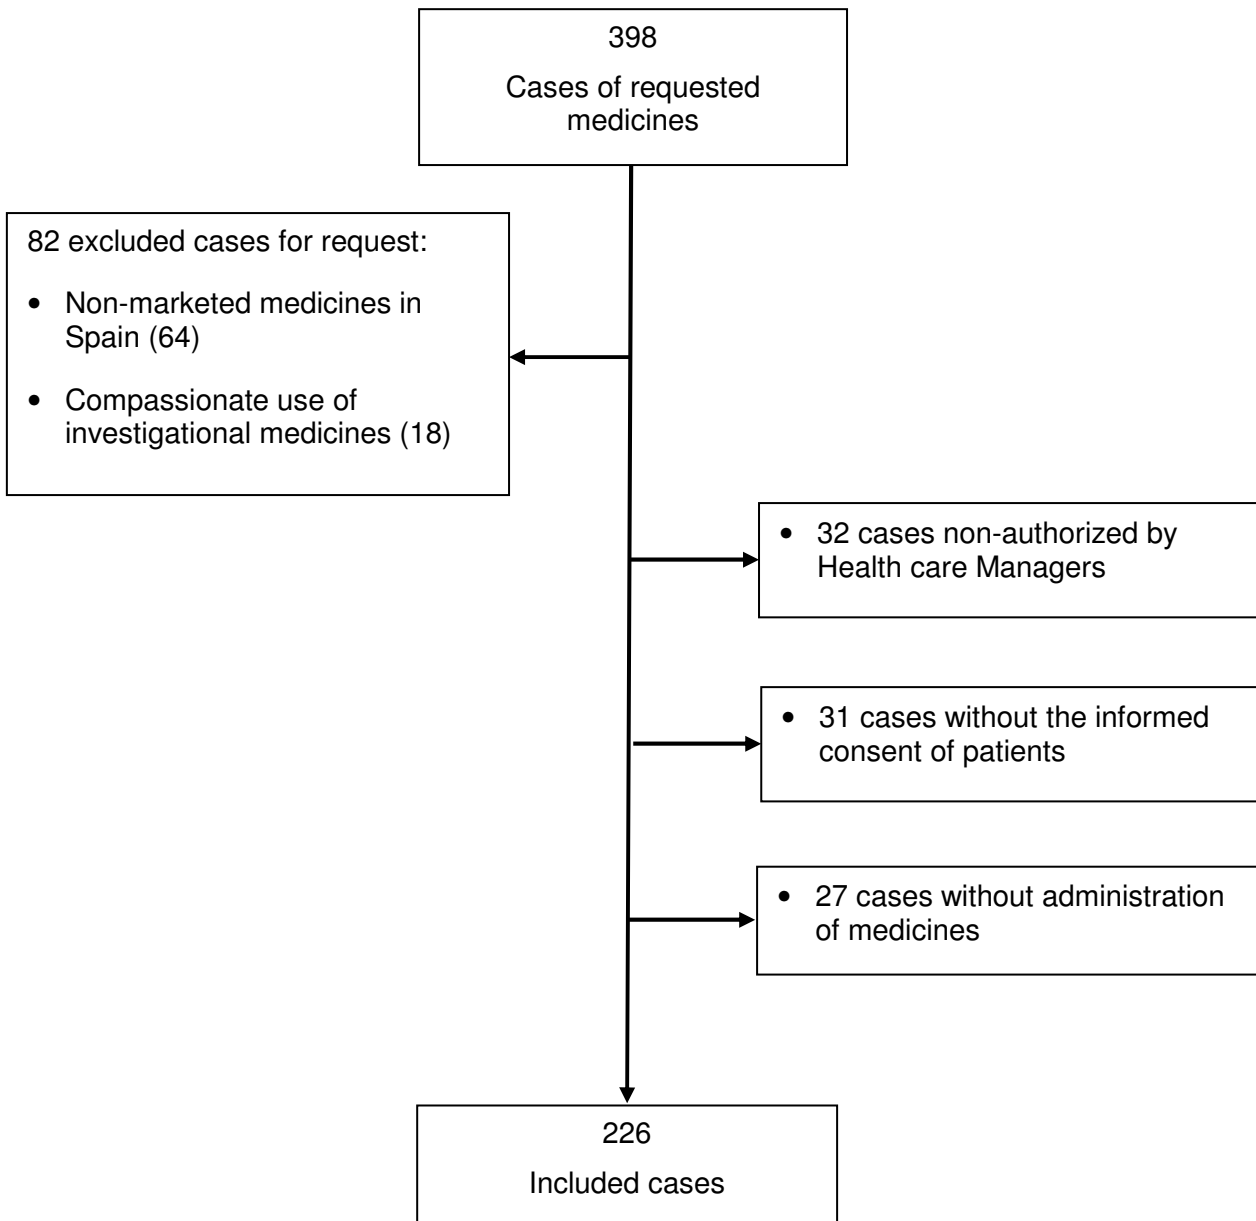 398
Cases of requested
medicines
82 excluded cases for request:
• Non-marketed medicines in
Spain (64)
• Compassionate use of
investigational medicines (18)
• 32 cases non-authorized by
Health care Managers
• 31 cases without the informed
consent of patients
• 27 cases without administration
of medicines
226
Included cases